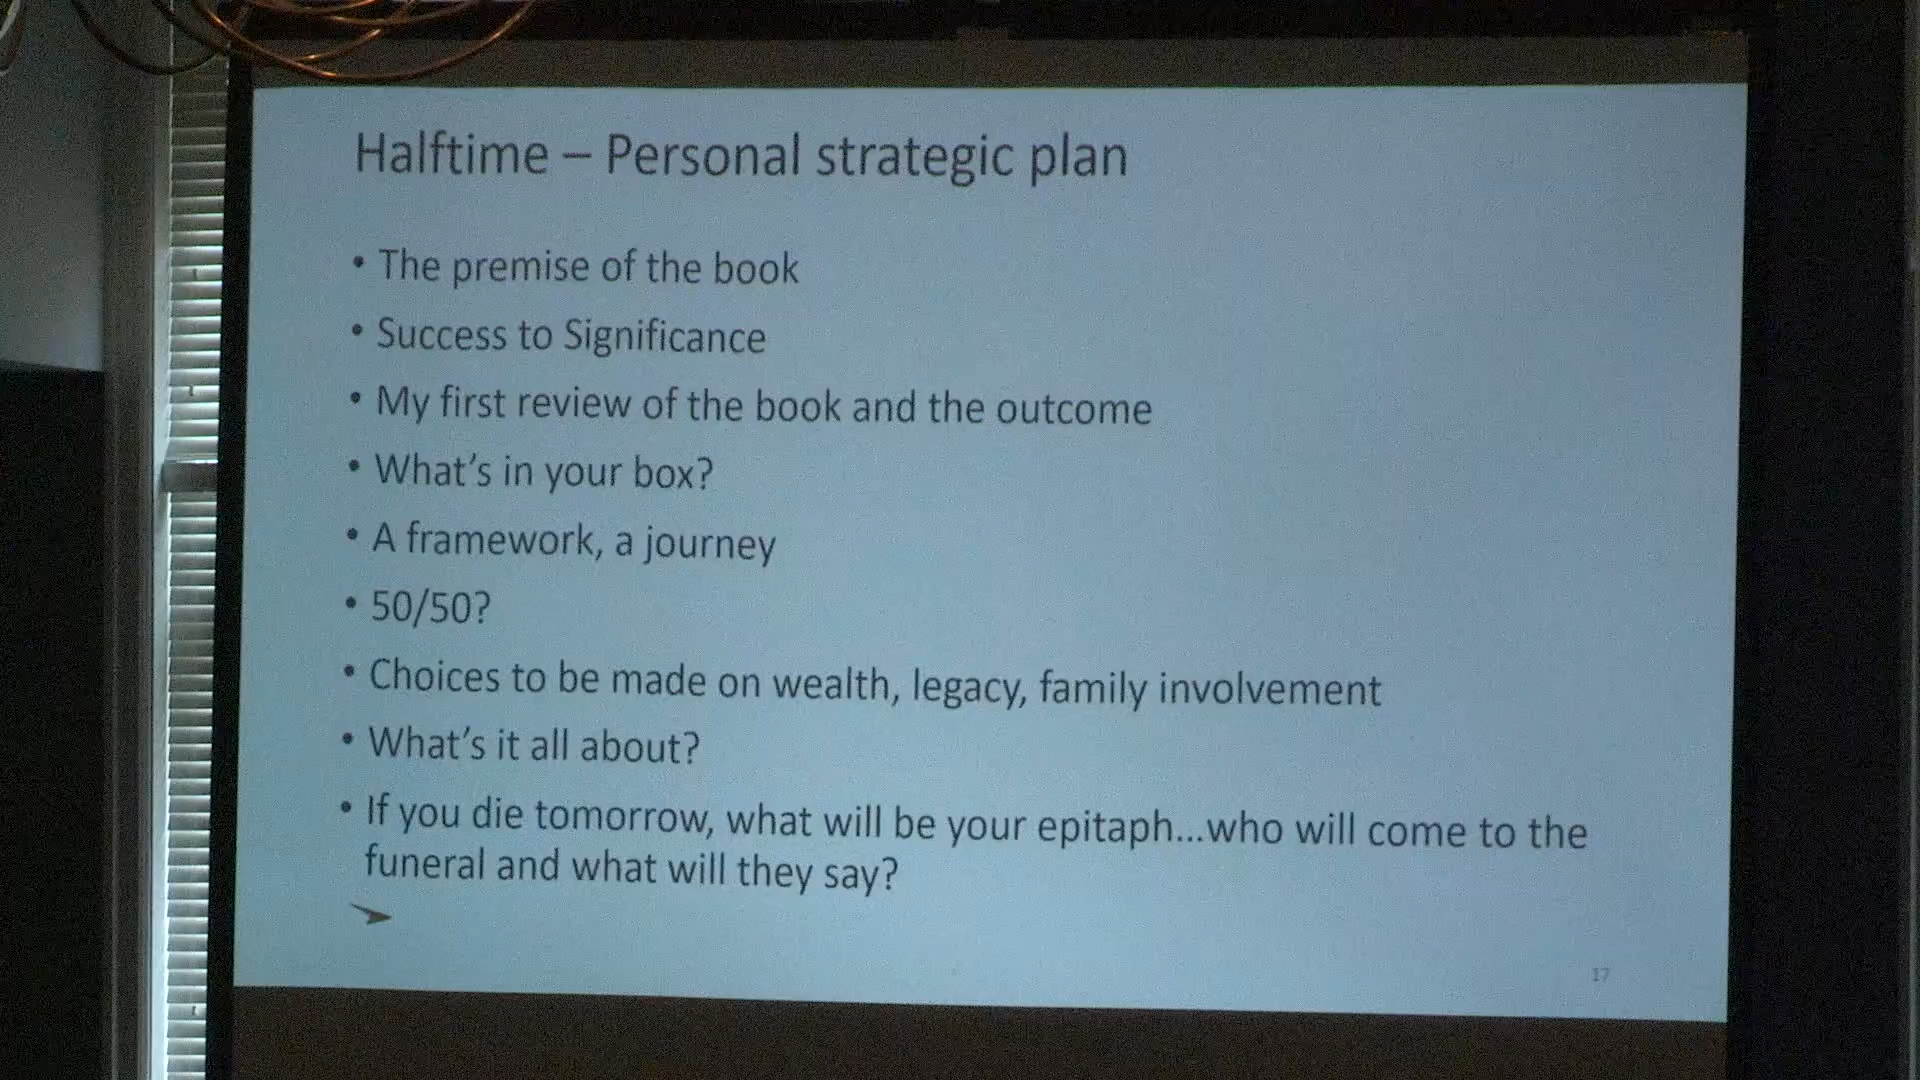 Halftime – Personal strategic plan
• The premise of the book
• Success to Significance
• My first review of the book and the outcome
• What's in your box?
• A framework, a journey
• 50/50?
• Choices to be made on wealth, legacy, family involvement
• What's it all about?
• If you die tomorrow, what will be your epitaph...who will come to the
funeral and what will they say?
17